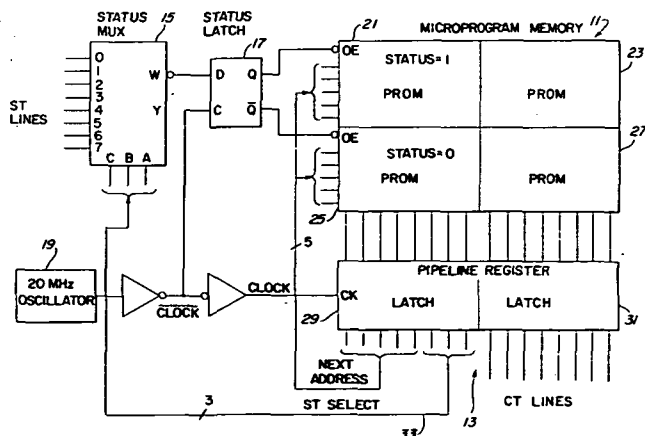 STATUS MUX 15
STATUS LATCH
17
21
MICROPROGRAM MEMORY 11
23
ST LINES
0
1
2
3
4
5
6
7
W
Y
C B A
D Q
C Q̅
OE
STATUS = 1
PROM
PROM
27
OE
STATUS = 0
PROM
PROM
25
19
20 MHz OSCILLATOR
CLOCK
CLOCK
5
PIPELINE REGISTER
CK
LATCH
LATCH
29
31
NEXT ADDRESS
3
ST SELECT
33
13
CT LINES